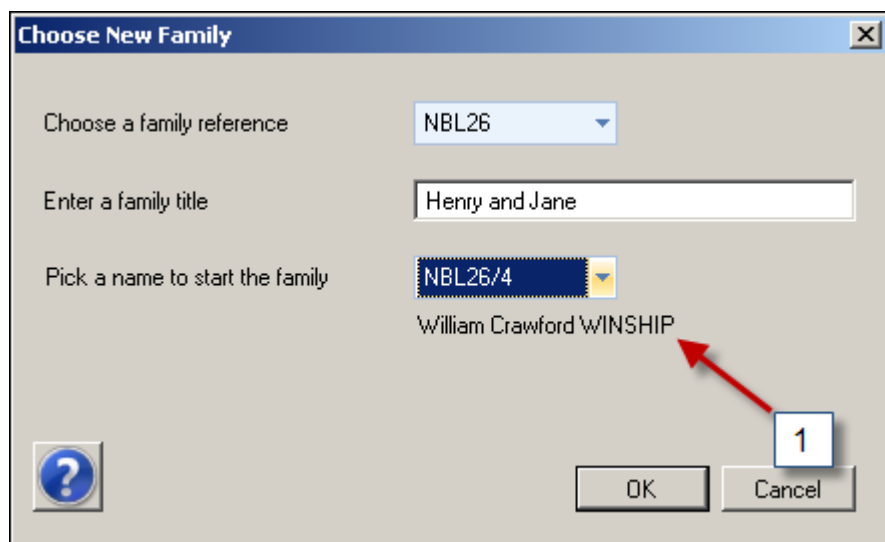 Choose New Family
Choose a family reference NBL26
Enter a family title Henry and Jane
Pick a name to start the family NBL26/4
William Crawford WINSHIP
1
? OK Cancel